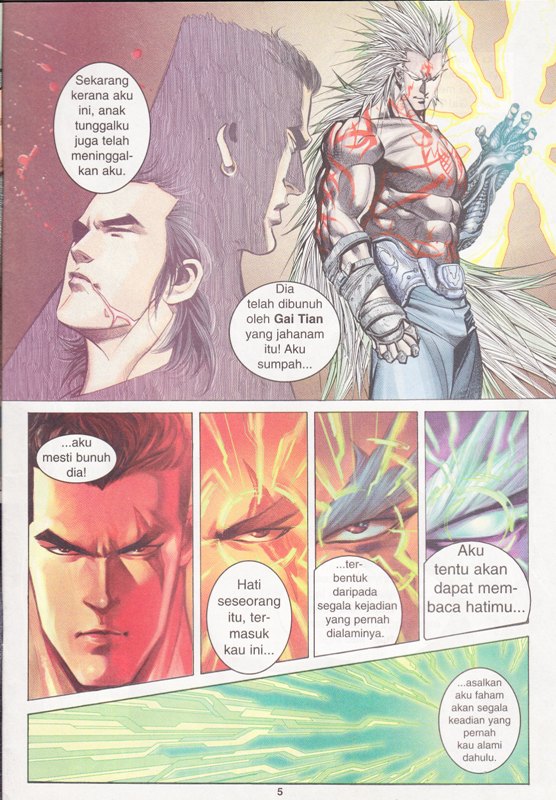 Sekarang
kerana aku
ini, anak
tunggalku
juga telah
meninggal-
kan aku.
Dia
telah dibunuh
oleh Gai Tian
yang jahanam
itu! Aku
sumpah...
...aku
mesti bunuh
dia!
Hati
seseorang
itu, ter-
masuk
kau ini...
...ter-
bentuk
daripada
segala kejadian
yang pernah
dialaminya.
Aku
tentu akan
dapat mem-
baca hatimu...
...asalkan
aku faham
akan segala
keadian yang
pernah
kau alami
dahulu.
5